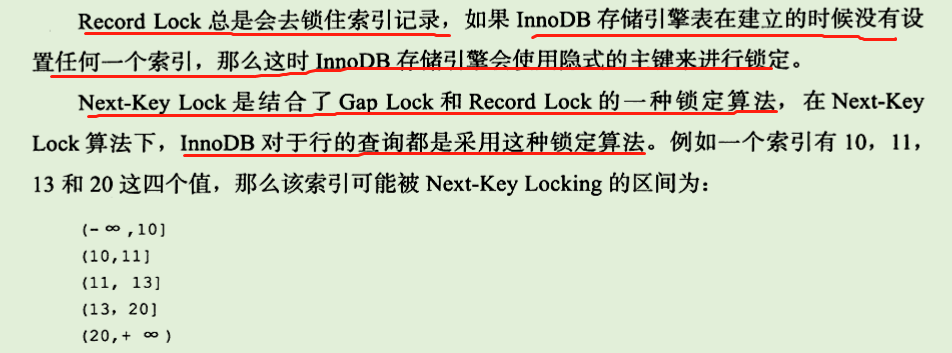 Record Lock 总是会去锁住索引记录，如果 InnoDB 存储引擎表在建立的时候没有设
置任何一个索引，那么这时 InnoDB 存储引擎会使用隐式的主键来进行锁定。
Next-Key Lock 是结合了 Gap Lock 和 Record Lock 的一种锁定算法，在 Next-Key
Lock 算法下，InnoDB 对于行的查询都是采用这种锁定算法。例如一个索引有 10，11，
13 和 20 这四个值，那么该索引可能被 Next-Key Locking 的区间为：
(- ∞ ,10]
(10,11]
(11, 13]
(13, 20]
(20,+ ∞ )